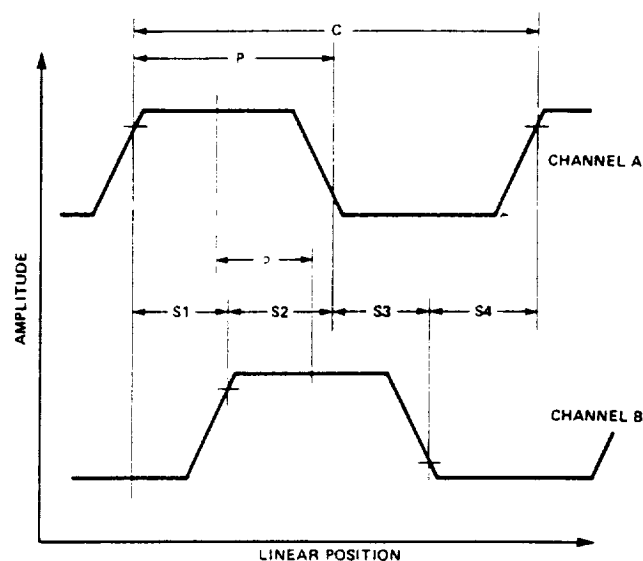 C
P
CHANNEL A
S1 S2 S3 S4
AMPLITUDE
CHANNEL B
LINEAR POSITION